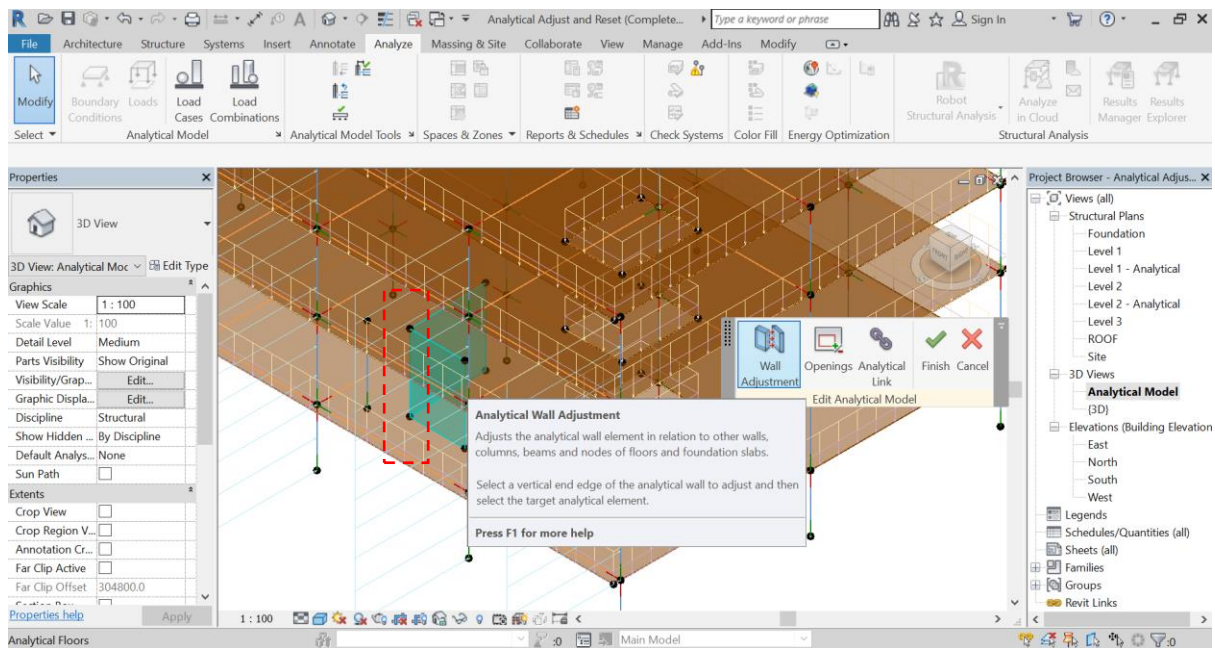 Analytical Adjust and Reset (Complete...
Type a keyword or phrase
Sign In
File Architecture Structure Systems Insert Annotate Analyze Massing & Site Collaborate View Manage Add-Ins Modify
Modify
Boundary Conditions
Loads
Load Cases
Load Combinations
Robot Structural Analysis
Analyze in Cloud
Results Manager
Results Explorer
Select
Analytical Model
Analytical Model Tools
Spaces & Zones
Reports & Schedules
Check Systems
Color Fill
Energy Optimization
Structural Analysis
Properties
3D View
3D View: Analytical Moc
Edit Type
Graphics
View Scale 1 : 100
Scale Value 1: 100
Detail Level Medium
Parts Visibility Show Original
Visibility/Grap... Edit...
Graphic Displa... Edit...
Discipline Structural
Show Hidden ... By Discipline
Default Analys... None
Sun Path
Extents
Crop View
Crop Region V...
Annotation Cr...
Far Clip Active
Far Clip Offset 304800.0
Properties help
Apply
Wall Adjustment
Openings
Analytical Link
Finish
Cancel
Edit Analytical Model
Analytical Wall Adjustment
Adjusts the analytical wall element in relation to other walls,
columns, beams and nodes of floors and foundation slabs.
Select a vertical end edge of the analytical wall to adjust and then
select the target analytical element.
Press F1 for more help
Project Browser - Analytical Adjus...
Views (all)
Structural Plans
Foundation
Level 1
Level 1 - Analytical
Level 2
Level 2 - Analytical
Level 3
ROOF
Site
3D Views
Analytical Model
{3D}
Elevations (Building Elevation
East
North
South
West
Legends
Schedules/Quantities (all)
Sheets (all)
Families
Groups
Revit Links
1 : 100
Analytical Floors
:0
Main Model
:0